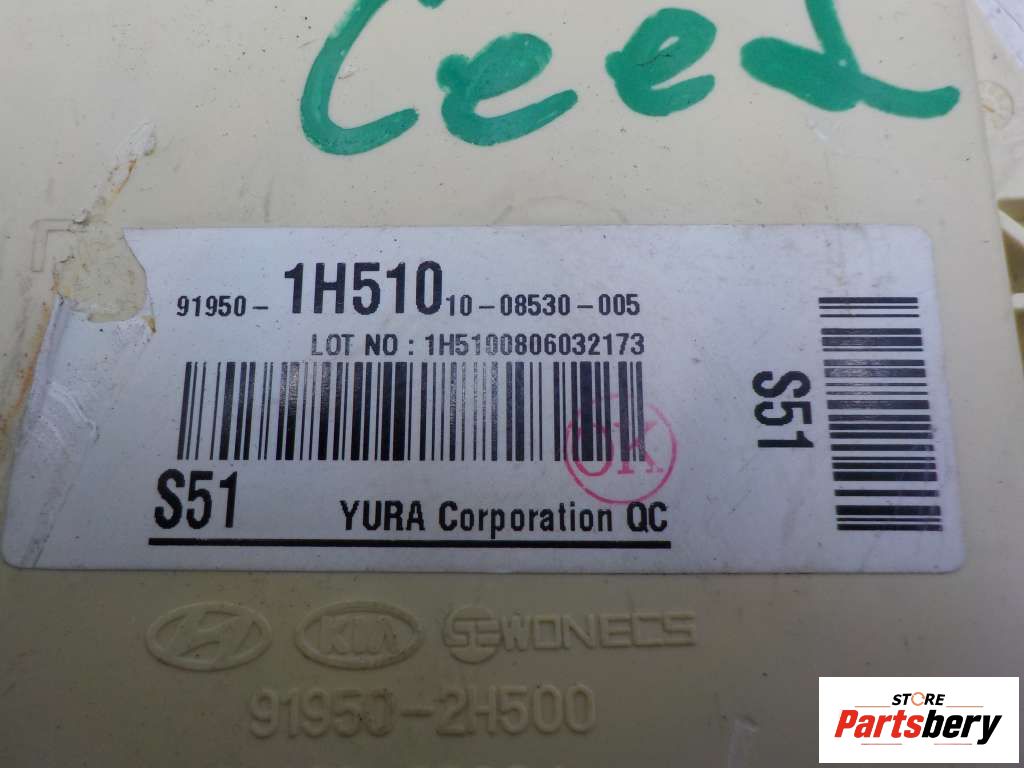 Ceed
91950- 1H510 10-08530-005
LOT NO : 1H5100806032173
S51
OK
S51 YURA Corporation QC
KIA SEWONECS
91950-2H500
STORE
Partsbery